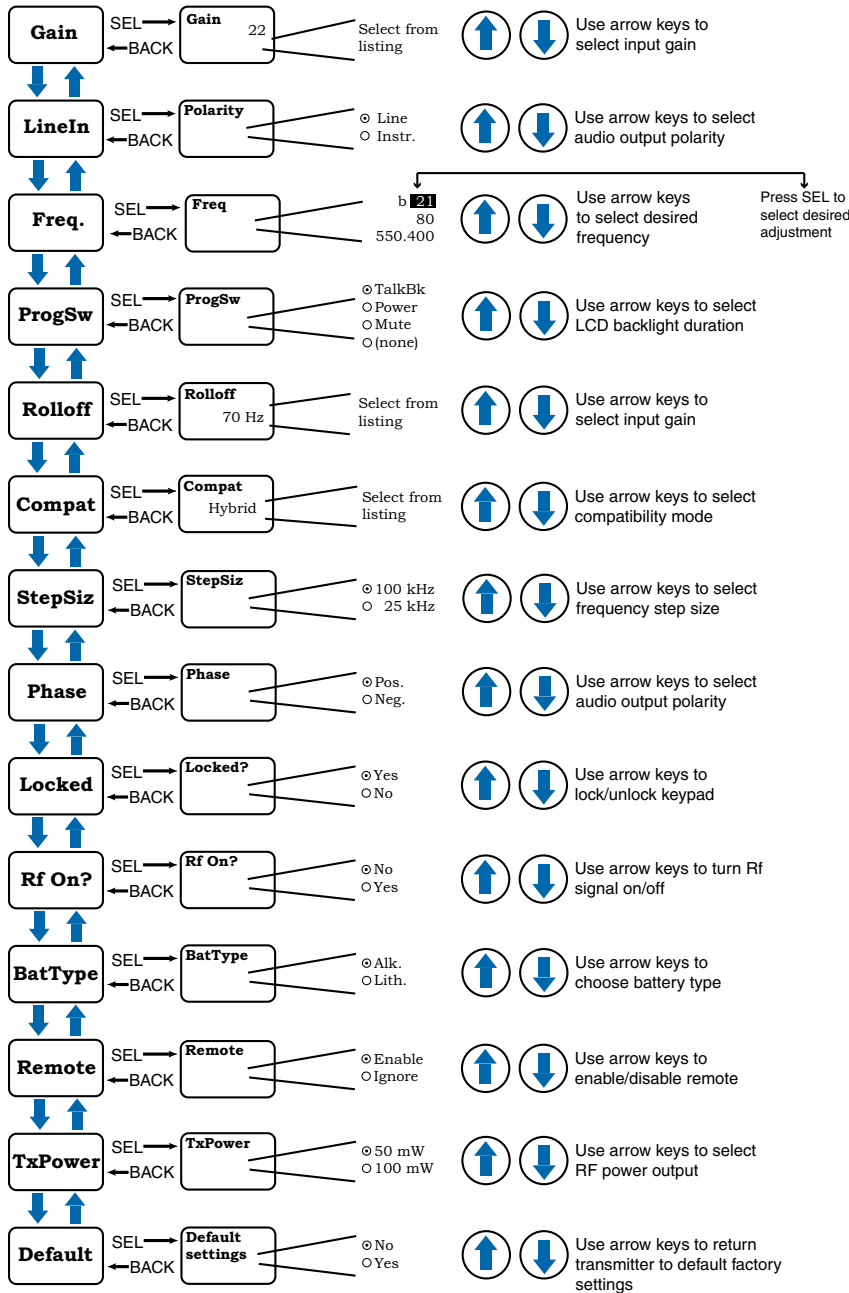 Gain
SEL
BACK
Gain
22
Select from
listing
Use arrow keys to
select input gain
LineIn
SEL
BACK
Polarity
Line
Instr.
Use arrow keys to select
audio output polarity
Freq.
SEL
BACK
Freq
b 21
80
550.400
Use arrow keys
to select desired
frequency
Press SEL to
select desired
adjustment
ProgSw
SEL
BACK
ProgSw
TalkBk
Power
Mute
(none)
Use arrow keys to select
LCD backlight duration
Rolloff
SEL
BACK
Rolloff
70 Hz
Select from
listing
Use arrow keys to
select input gain
Compat
SEL
BACK
Compat
Hybrid
Select from
listing
Use arrow keys to select
compatibility mode
StepSiz
SEL
BACK
StepSiz
100 kHz
25 kHz
Use arrow keys to select
frequency step size
Phase
SEL
BACK
Phase
Pos.
Neg.
Use arrow keys to select
audio output polarity
Locked
SEL
BACK
Locked?
Yes
No
Use arrow keys to
lock/unlock keypad
Rf On?
SEL
BACK
Rf On?
No
Yes
Use arrow keys to turn Rf
signal on/off
BatType
SEL
BACK
BatType
Alk.
Lith.
Use arrow keys to
choose battery type
Remote
SEL
BACK
Remote
Enable
Ignore
Use arrow keys to
enable/disable remote
TxPower
SEL
BACK
TxPower
50 mW
100 mW
Use arrow keys to select
RF power output
Default
SEL
BACK
Default
settings
No
Yes
Use arrow keys to return
transmitter to default factory
settings